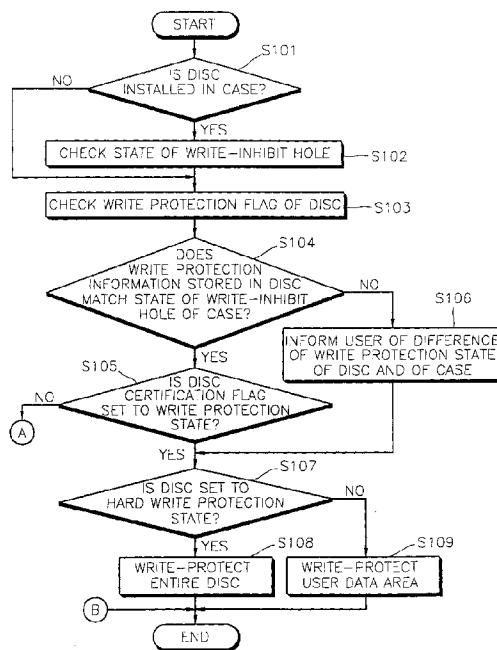 START
S101
IS DISC
INSTALLED IN CASE?
NO
YES
CHECK STATE OF WRITE-INHIBIT HOLE
S102
CHECK WRITE PROTECTION FLAG OF DISC
S103
S104
DOES
WRITE PROTECTION
INFORMATION STORED IN DISC
MATCH STATE OF WRITE-INHIBIT
HOLE OF CASE?
NO
S106
YES
INFORM USER OF DIFFERENCE
OF WRITE PROTECTION STATE
OF DISC AND OF CASE
S105
IS DISC
CERTIFICATION FLAG
SET TO WRITE PROTECTION
STATE?
NO
A
YES
S107
IS DISC SET TO
HARD WRITE PROTECTION
STATE?
NO
YES
S108
S109
WRITE-PROTECT
ENTIRE DISC
WRITE-PROTECT
USER DATA AREA
B
END